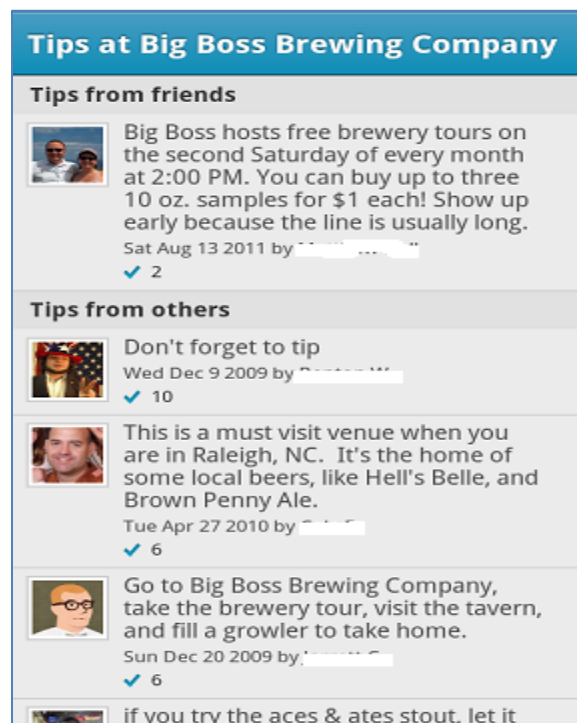 Tips at Big Boss Brewing Company
Tips from friends
Big Boss hosts free brewery tours on
the second Saturday of every month
at 2:00 PM. You can buy up to three
10 oz. samples for $1 each! Show up
early because the line is usually long.
Sat Aug 13 2011 by
2
Tips from others
Don't forget to tip
Wed Dec 9 2009 by
10
This is a must visit venue when you
are in Raleigh, NC. It's the home of
some local beers, like Hell's Belle, and
Brown Penny Ale.
Tue Apr 27 2010 by
6
Go to Big Boss Brewing Company,
take the brewery tour, visit the tavern,
and fill a growler to take home.
Sun Dec 20 2009 by
6
if you try the aces & ates stout, let it